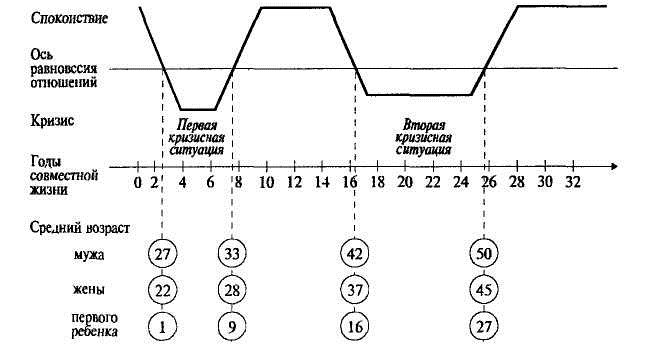 Спокоиствие
Ось
равновссия
отношений
Кризис
Первая
кризисная
ситуация
Вторая
кризисная
ситуация
Годы
совместной
жизни
0 2 4 6 8 10 12 14 16 18 20 22 24 26 28 30 32
Средний возраст
мужа 27 33 42 50
жены 22 28 37 45
первого
ребенка 1 9 16 27